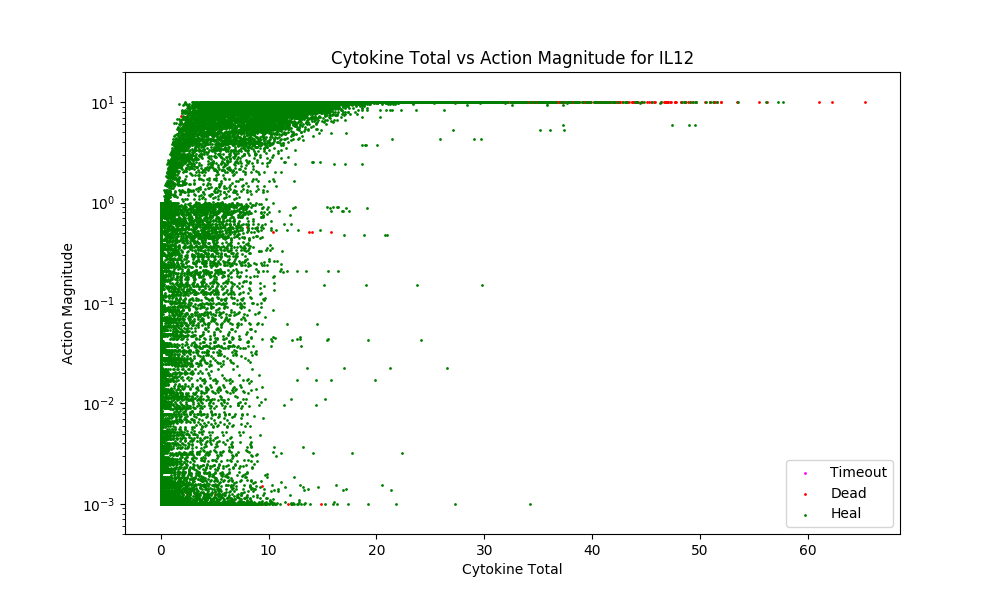 Cytokine Total vs Action Magnitude for IL12
Action Magnitude
10^1
10^0
10^-1
10^-2
10^-3
0 10 20 30 40 50 60
Cytokine Total
Timeout
Dead
Heal